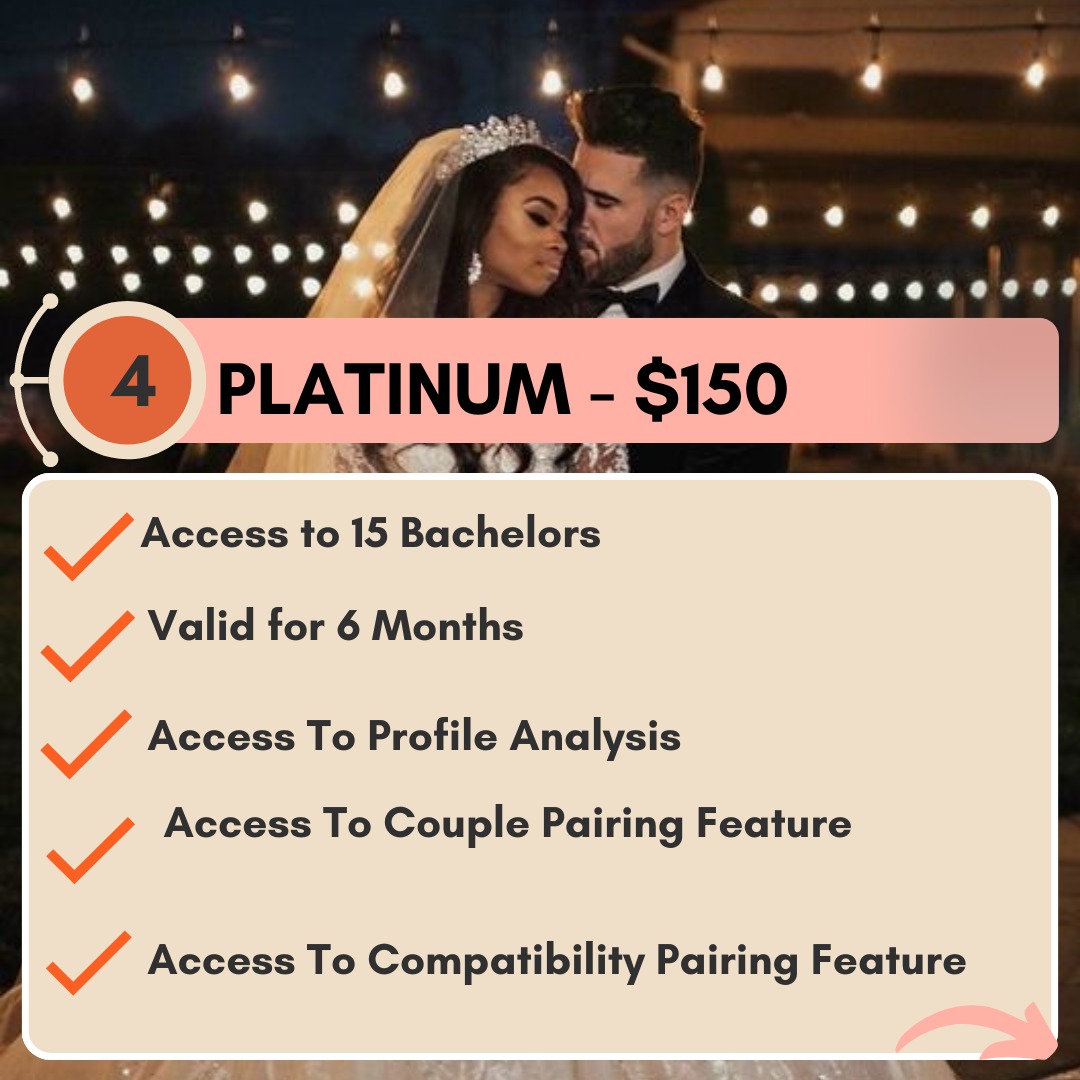 4
PLATINUM - $150
Access to 15 Bachelors
Valid for 6 Months
Access To Profile Analysis
Access To Couple Pairing Feature
Access To Compatibility Pairing Feature